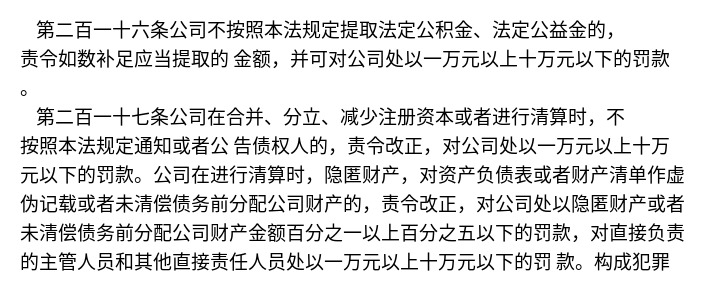 第二百一十六条公司不按照本法规定提取法定公积金、法定公益金的，
责令如数补足应当提取的 金额，并可对公司处以一万元以上十万元以下的罚款
。
第二百一十七条公司在合并、分立、减少注册资本或者进行清算时，不
按照本法规定通知或者公 告债权人的，责令改正，对公司处以一万元以上十万
元以下的罚款。公司在进行清算时，隐匿财产，对资产负债表或者财产清单作虚
伪记载或者未清偿债务前分配公司财产的，责令改正，对公司处以隐匿财产或者
未清偿债务前分配公司财产金额百分之一以上百分之五以下的罚款，对直接负责
的主管人员和其他直接责任人员处以一万元以上十万元以下的罚 款。构成犯罪